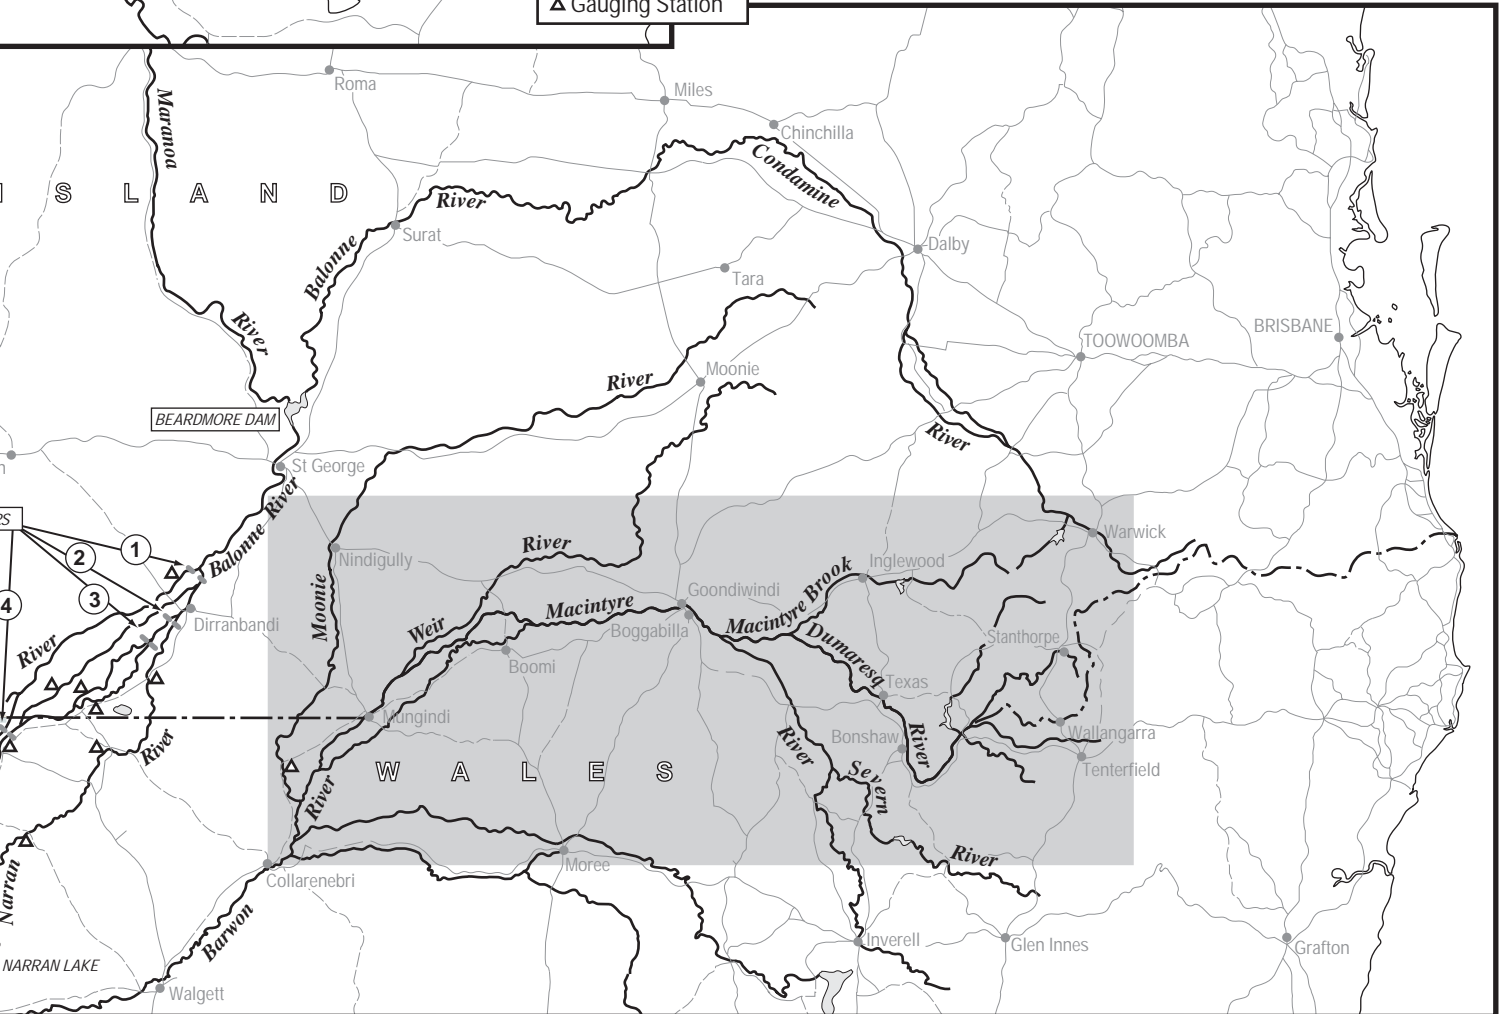 Gauging Station
Roma
Miles
Chinchilla
Maranoa
River
S L A N D
Condamine
River
Surat
Balonne
River
Dalby
Tara
BRISBANE
TOOWOOMBA
River
Moonie
BEARDMORE DAM
River
St George
Balonne River
1
2
3
4
Nindigully
River
Warwick
Inglewood
Macintyre Brook
Goondiwindi
Macintyre
Boggabilla
Moonie
Weir
Dirranbandi
River
Boomi
Dumaresq
Stanthorpe
Texas
Mungindi
River
River
Bonshaw
River
Wallangarra
Tenterfield
W A L E S
Severn
River
River
Moree
Collarenebri
Narran
Barwon
Inverell
Glen Innes
Grafton
NARRAN LAKE
Walgett